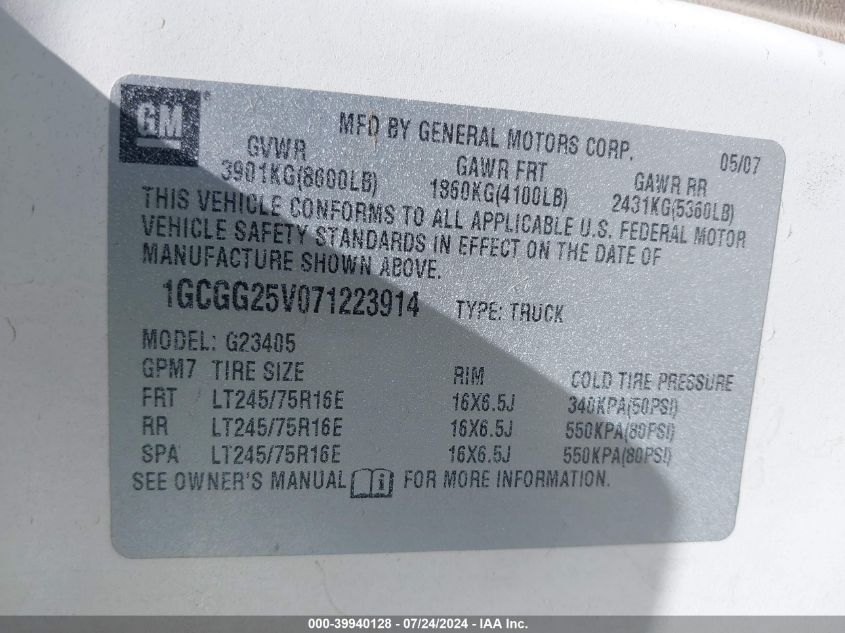 GM®
MFD BY GENERAL MOTORS CORP. 05/07
GVWR GAWR FRT GAWR RR
3901KG(8600LB) 1860KG(4100LB) 2431KG(5360LB)
THIS VEHICLE CONFORMS TO ALL APPLICABLE U.S. FEDERAL MOTOR
VEHICLE SAFETY STANDARDS IN EFFECT ON THE DATE OF
MANUFACTURE SHOWN ABOVE.
1GCGG25V071223914 TYPE: TRUCK
MODEL: G23405
GPM7 TIRE SIZE RIM COLD TIRE PRESSURE
FRT LT245/75R16E 16X6.5J 340KPA(50PSI)
RR LT245/75R16E 16X6.5J 550KPA(80PSI)
SPA LT245/75R16E 16X6.5J 550KPA(80PSI)
SEE OWNER'S MANUAL FOR MORE INFORMATION.
000-39940128 - 07/24/2024 - IAA Inc.